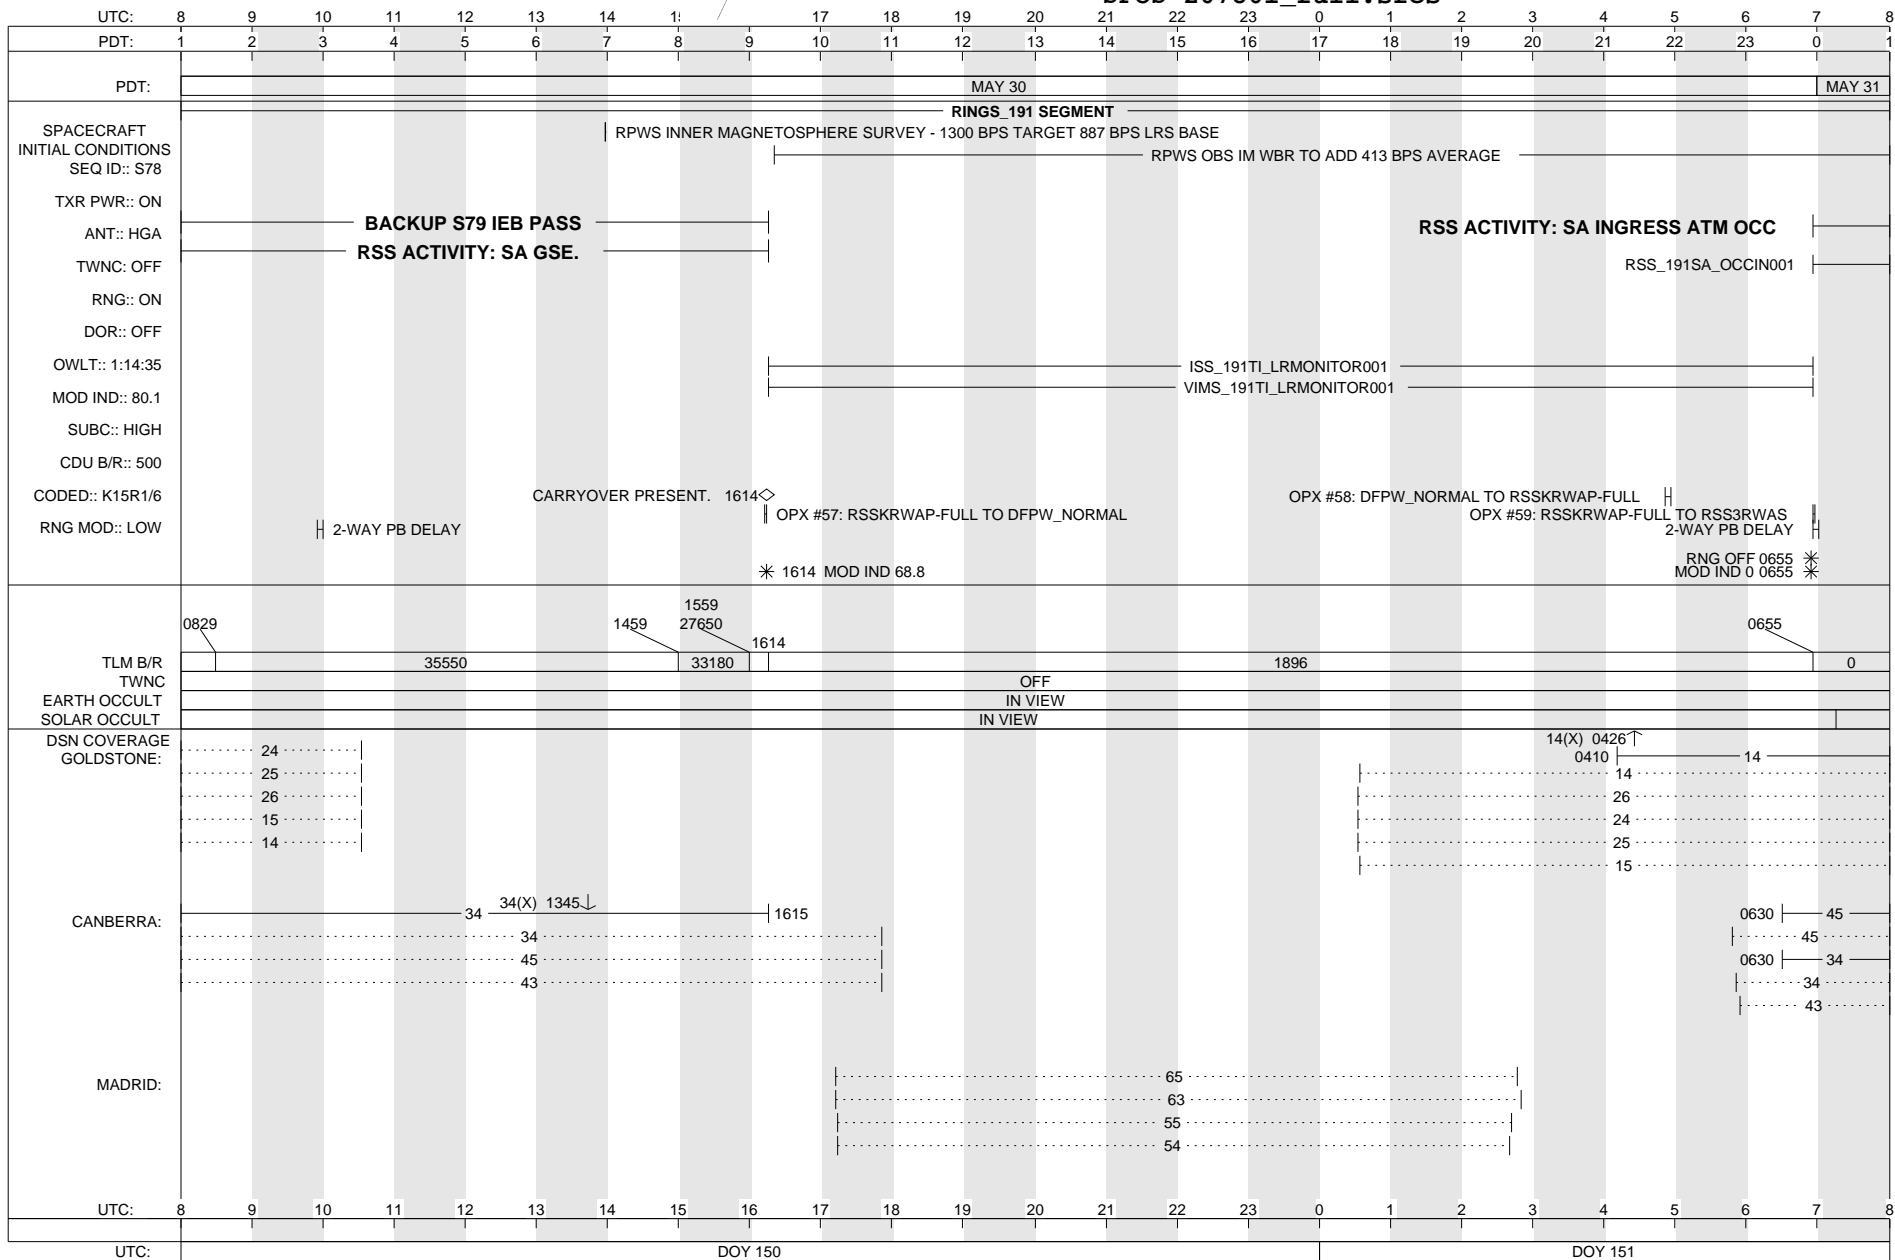 UTC: 8 9 10 11 12 13 14 17 18 19 20 21 22 23 0 1 2 3 4 5 6 7 8
PDT: 1 2 3 4 5 6 7 8 9 10 11 12 13 14 15 16 17 18 19 20 21 22 23 0 1
PDT: MAY 30 MAY 31
RINGS_191 SEGMENT
SPACECRAFT
INITIAL CONDITIONS
RPWS INNER MAGNETOSPHERE SURVEY - 1300 BPS TARGET 887 BPS LRS BASE
RPWS OBS IM WBR TO ADD 413 BPS AVERAGE
SEQ ID:: S78
TXR PWR:: ON
BACKUP S79 IEB PASS
RSS ACTIVITY: SA INGRESS ATM OCC
ANT:: HGA
RSS ACTIVITY: SA GSE.
TWNC: OFF
RSS_191SA_OCCIN001
RNG:: ON
DOR:: OFF
OWLT:: 1:14:35
ISS_191TI_LRMONITOR001
VIMS_191TI_LRMONITOR001
MOD IND:: 80.1
SUBC:: HIGH
CDU B/R:: 500
CODED:: K15R1/6
CARRYOVER PRESENT. 1614
OPX #58: DFPW_NORMAL TO RSSKRWAP-FULL
OPX #57: RSSKRWAP-FULL TO DFPW_NORMAL
OPX #59: RSSKRWAP-FULL TO RSS3RWAS
RNG MOD:: LOW
2-WAY PB DELAY
2-WAY PB DELAY
RNG OFF 0655
1614 MOD IND 68.8
MOD IND 0 0655
1559
0829 1459 27650 0655
1614
TLM B/R 35550 33180 1896 0
TWNC OFF
EARTH OCCULT IN VIEW
SOLAR OCCULT IN VIEW
DSN COVERAGE
14(X) 0426
GOLDSTONE:
24 0410 14
25 14
26 26
15 24
14 25
15
34(X) 1345
CANBERRA:
34 1615 0630 45
34 45
45 0630 34
43 34
43
MADRID:
65
63
55
54
UTC: 8 9 10 11 12 13 14 15 16 17 18 19 20 21 22 23 0 1 2 3 4 5 6 7 8
UTC: DOY 150 DOY 151